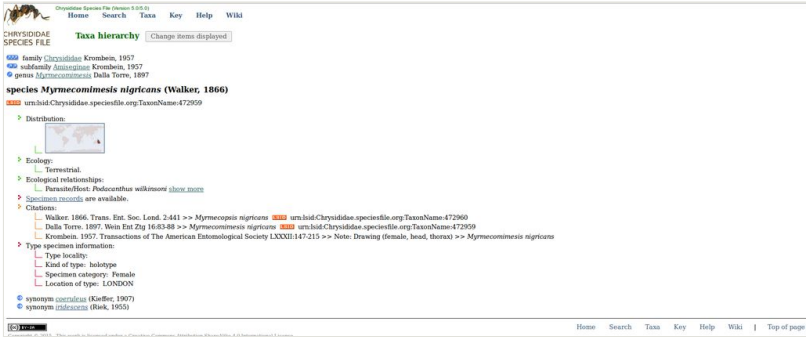 Chrysididae Species File (Version 5.0/5.0)
Home Search Taxa Key Help Wiki
CHRYSIDIDAE
SPECIES FILE
Taxa hierarchy Change items displayed
family Chrysididae Krombein, 1957
subfamily Amiseginae Krombein, 1957
genus Myrmecomimesis Dalla Torre, 1897
species Myrmecomimesis nigricans (Walker, 1866)
urn:lsid:Chrysididae.speciesfile.org:TaxonName:472959
Distribution:
Ecology:
Terrestrial.
Ecological relationships:
Parasite/Host: Podacanthus wilkinsoni show more
Specimen records are available.
Citations:
Walker. 1866. Trans. Ent. Soc. Lond. 2:441 >> Myrmecopsis nigricans LSID urn:lsid:Chrysididae.speciesfile.org:TaxonName:472960
Dalla Torre. 1897. Wein Ent Ztg 16:83-88 >> Myrmecomimesis nigricans LSID urn:lsid:Chrysididae.speciesfile.org:TaxonName:472959
Krombein. 1957. Transactions of The American Entomological Society LXXXII:147-215 >> Note: Drawing (female, head, thorax) >> Myrmecomimesis nigricans
Type specimen information:
Type locality:
Kind of type: holotype
Specimen category: Female
Location of type: LONDON
synonym coeruleus (Kieffer, 1907)
synonym iridescens (Riek, 1955)
Home Search Taxa Key Help Wiki | Top of page